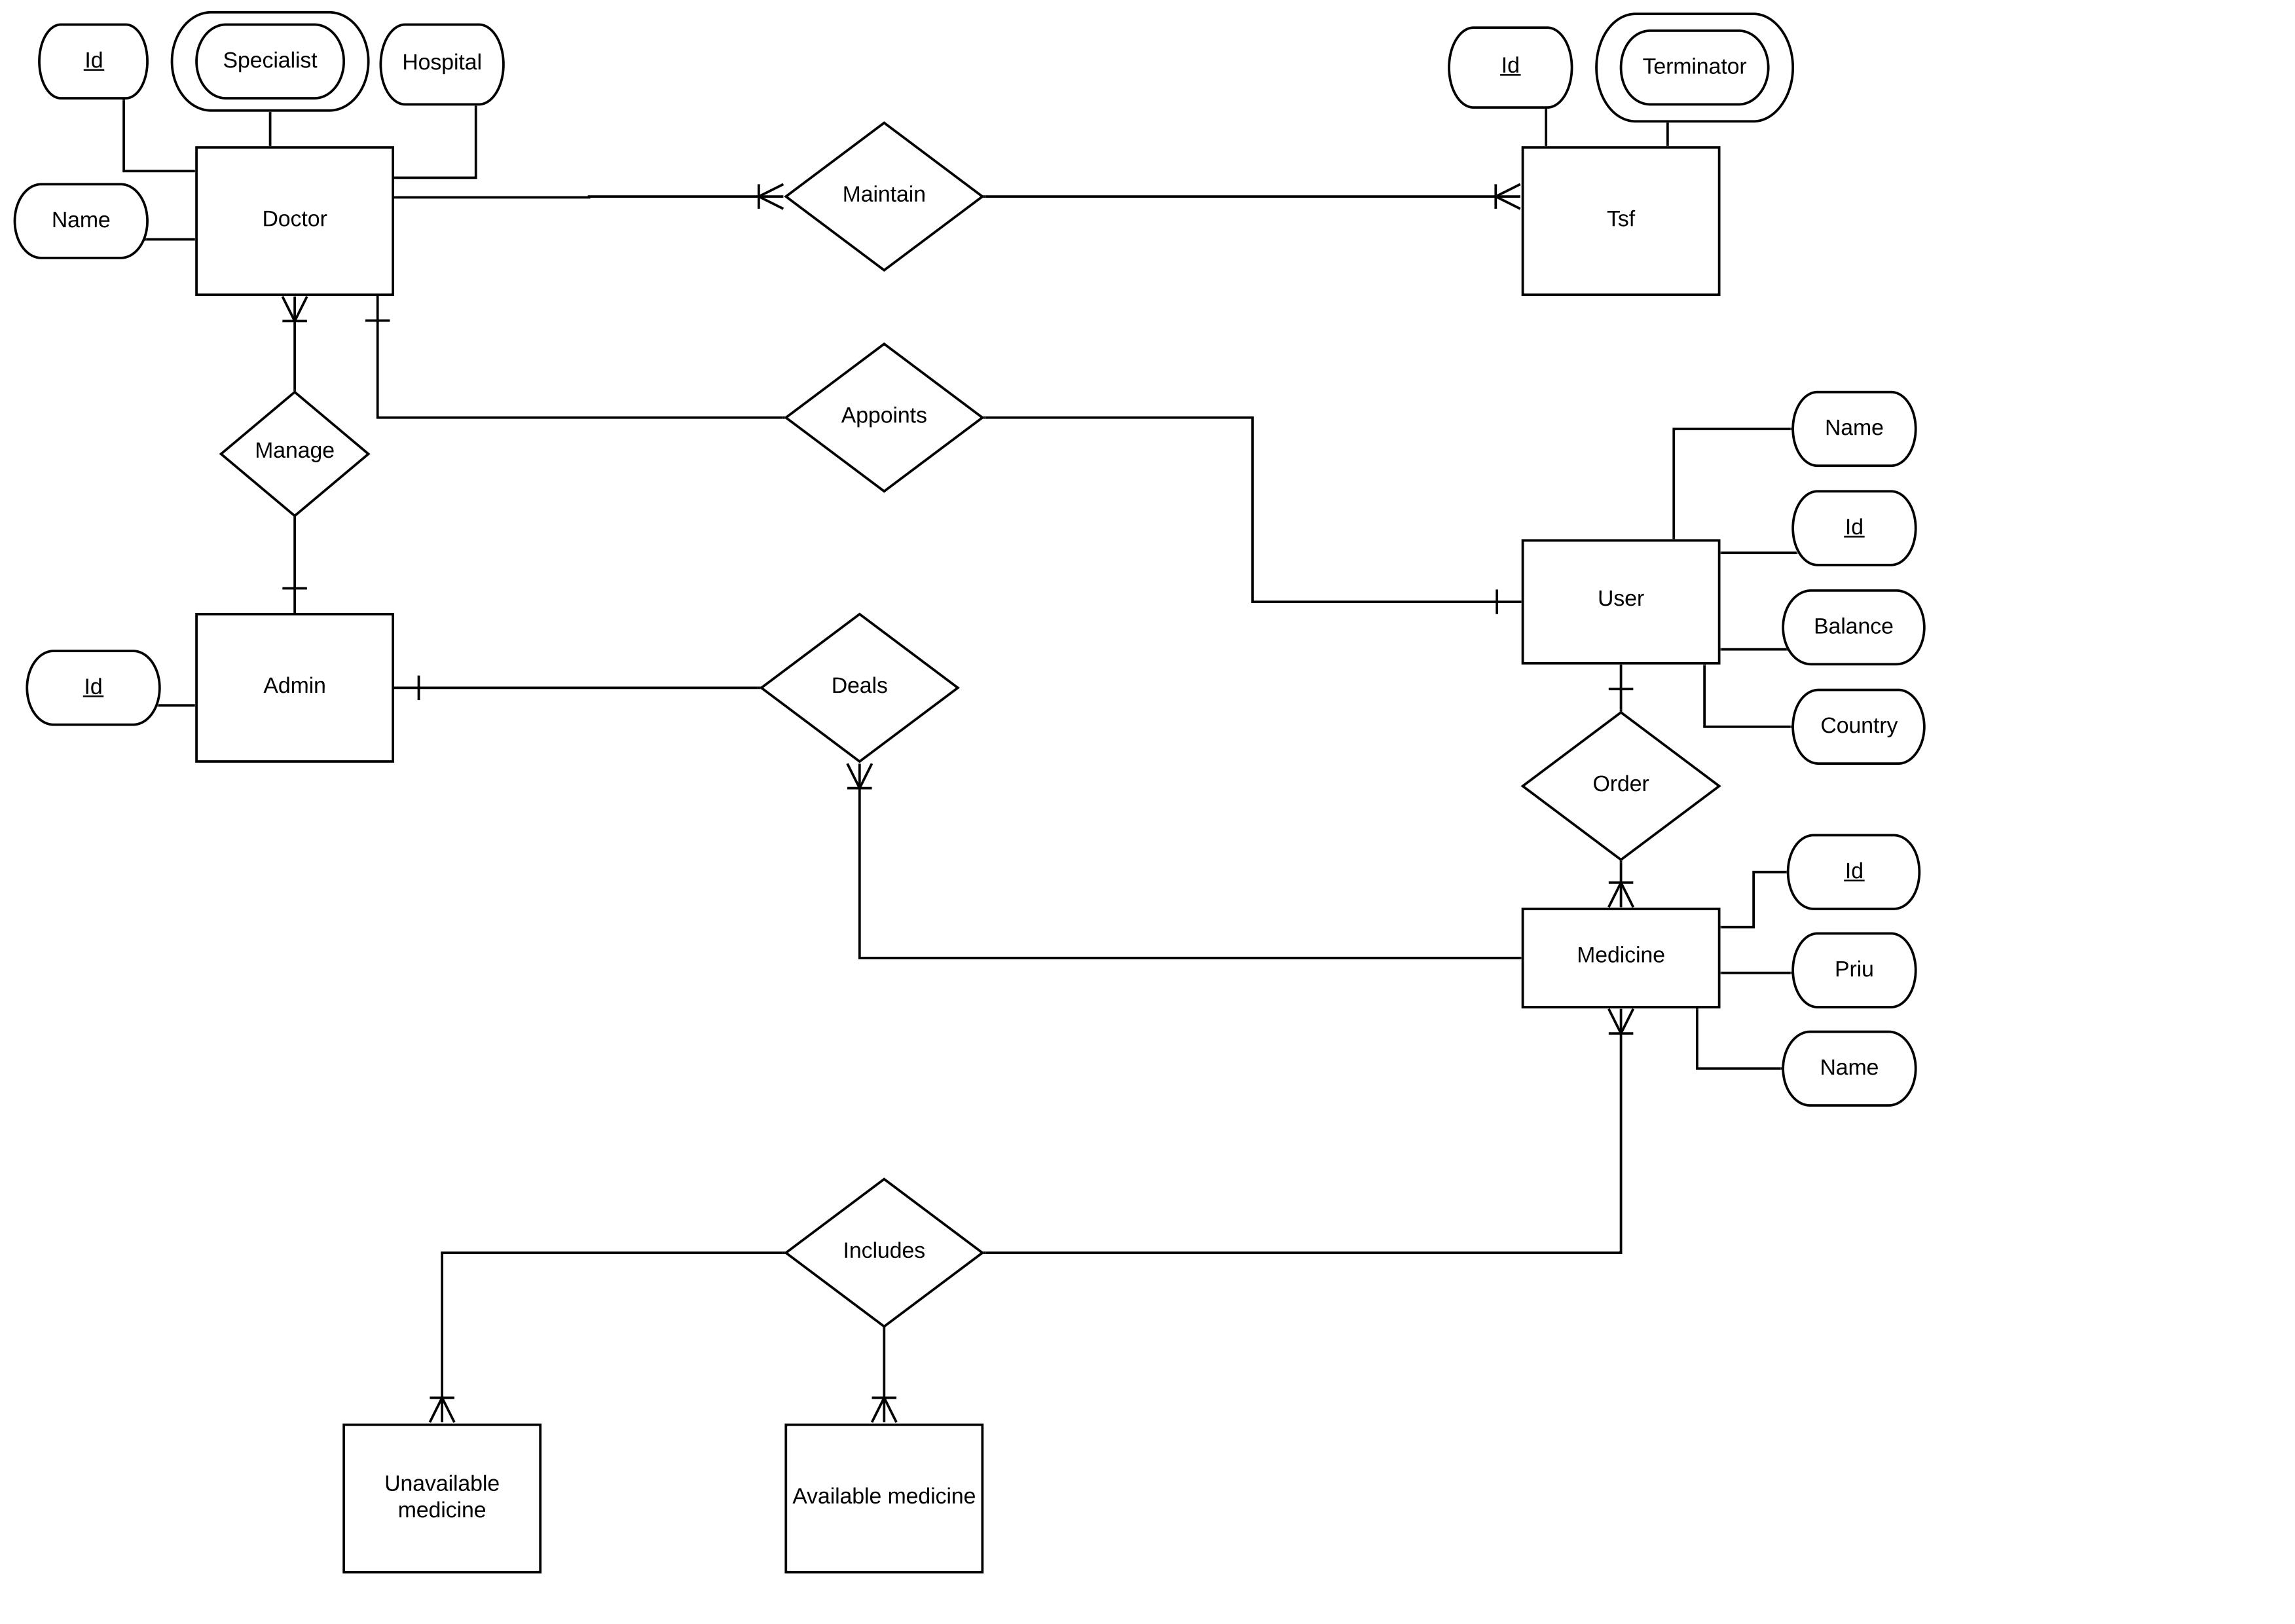 Id
Specialist
Hospital
Id
Terminator
Maintain
Name
Doctor
Tsf
Appoints
Name
Manage
Id
User
Balance
Id
Admin
Deals
Country
Order
Id
Medicine
Priu
Name
Includes
Unavailable
medicine
Available medicine